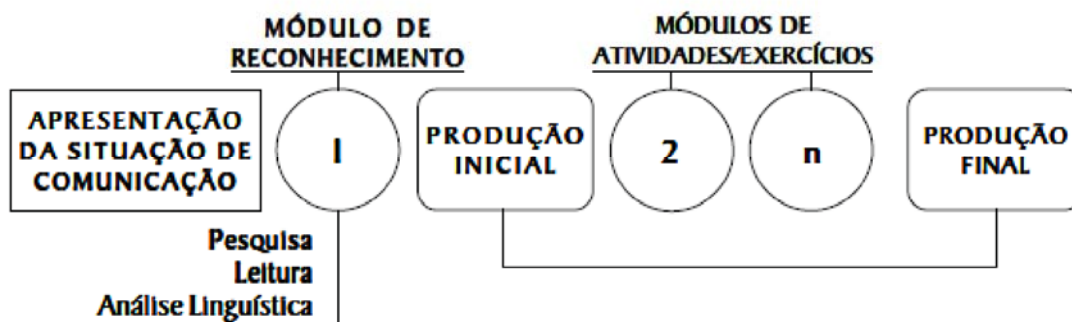 MÓDULO DE
RECONHECIMENTO
MÓDULOS DE
ATIVIDADES/EXERCÍCIOS
APRESENTAÇÃO
DA SITUAÇÃO DE
COMUNICAÇÃO
I
PRODUÇÃO
INICIAL
2
n
PRODUÇÃO
FINAL
Pesquisa
Leitura
Análise Linguística